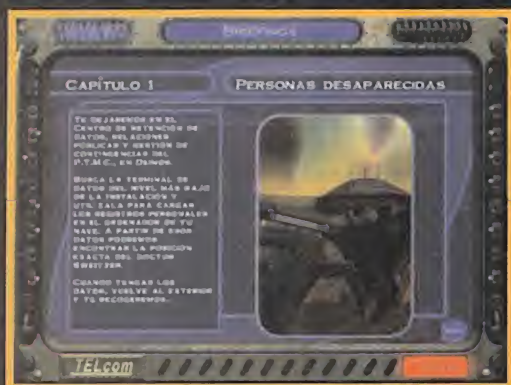 BRIEFINGS
CAPÍTULO 1
PERSONAS DESAPARECIDAS
TE DEJAREMOS EN EL
CENTRO DE RETENCIÓN DE
DATOS, RELACIONES
PÚBLICAS Y GESTIÓN DE
CONTINGENCIAS DEL
P.T.M.C., EN DEIMOS.
BUSCA LA TERMINAL DE
DATOS DEL NIVEL MÁS BAJO
DE LA INSTALACIÓN Y
UTILÍZALA PARA CARGAR
LOS REGISTROS PERSONALES
EN EL ORDENADOR DE TU
NAVE. A PARTIR DE ESOS
DATOS PODREMOS
ENCONTRAR LA POSICIÓN
EXACTA DEL DOCTOR
SWEITZER.
CUANDO TENGAS LOS
DATOS, VUELVE AL EXTERIOR
Y TE RECOGEREMOS.
TELcom